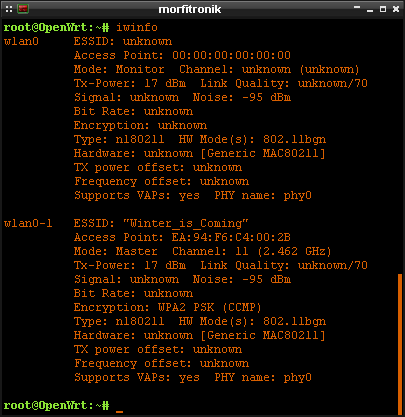 morfitronik
root@OpenWrt:~# iwinfo
wlan0     ESSID: unknown
          Access Point: 00:00:00:00:00:00
          Mode: Monitor  Channel: unknown (unknown)
          Tx-Power: 17 dBm  Link Quality: unknown/70
          Signal: unknown  Noise: -95 dBm
          Bit Rate: unknown
          Encryption: unknown
          Type: nl80211  HW Mode(s): 802.11bgn
          Hardware: unknown [Generic MAC80211]
          TX power offset: unknown
          Frequency offset: unknown
          Supports VAPs: yes  PHY name: phy0
wlan0-1   ESSID: "Winter_is_Coming"
          Access Point: EA:94:F6:C4:00:2B
          Mode: Master  Channel: 11 (2.462 GHz)
          Tx-Power: 17 dBm  Link Quality: unknown/70
          Signal: unknown  Noise: -95 dBm
          Bit Rate: unknown
          Encryption: WPA2 PSK (CCMP)
          Type: nl80211  HW Mode(s): 802.11bgn
          Hardware: unknown [Generic MAC80211]
          TX power offset: unknown
          Frequency offset: unknown
          Supports VAPs: yes  PHY name: phy0
root@OpenWrt:~#